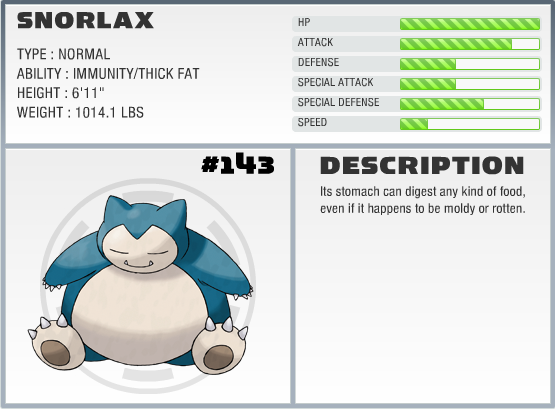 SNORLAX
TYPE : NORMAL
ABILITY : IMMUNITY/THICK FAT
HEIGHT : 6'11"
WEIGHT : 1014.1 LBS
HP
ATTACK
DEFENSE
SPECIAL ATTACK
SPECIAL DEFENSE
SPEED
#143
DESCRIPTION
Its stomach can digest any kind of food,
even if it happens to be moldy or rotten.